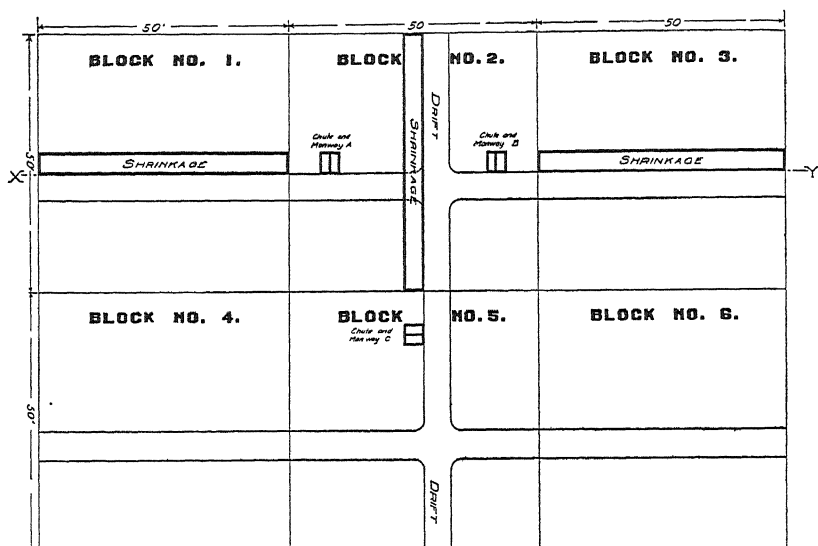 50' 50 50
BLOCK NO. 1. BLOCK NO. 2. BLOCK NO. 3.
DRIFT
Chute and
Manway A
SHRINKAGE
Chute and
Manway B
50'
SHRINKAGE
SHRINKAGE
X Y
BLOCK NO. 4. BLOCK NO. 5. BLOCK NO. 6.
Chute and
Manway C
50'
DRIFT